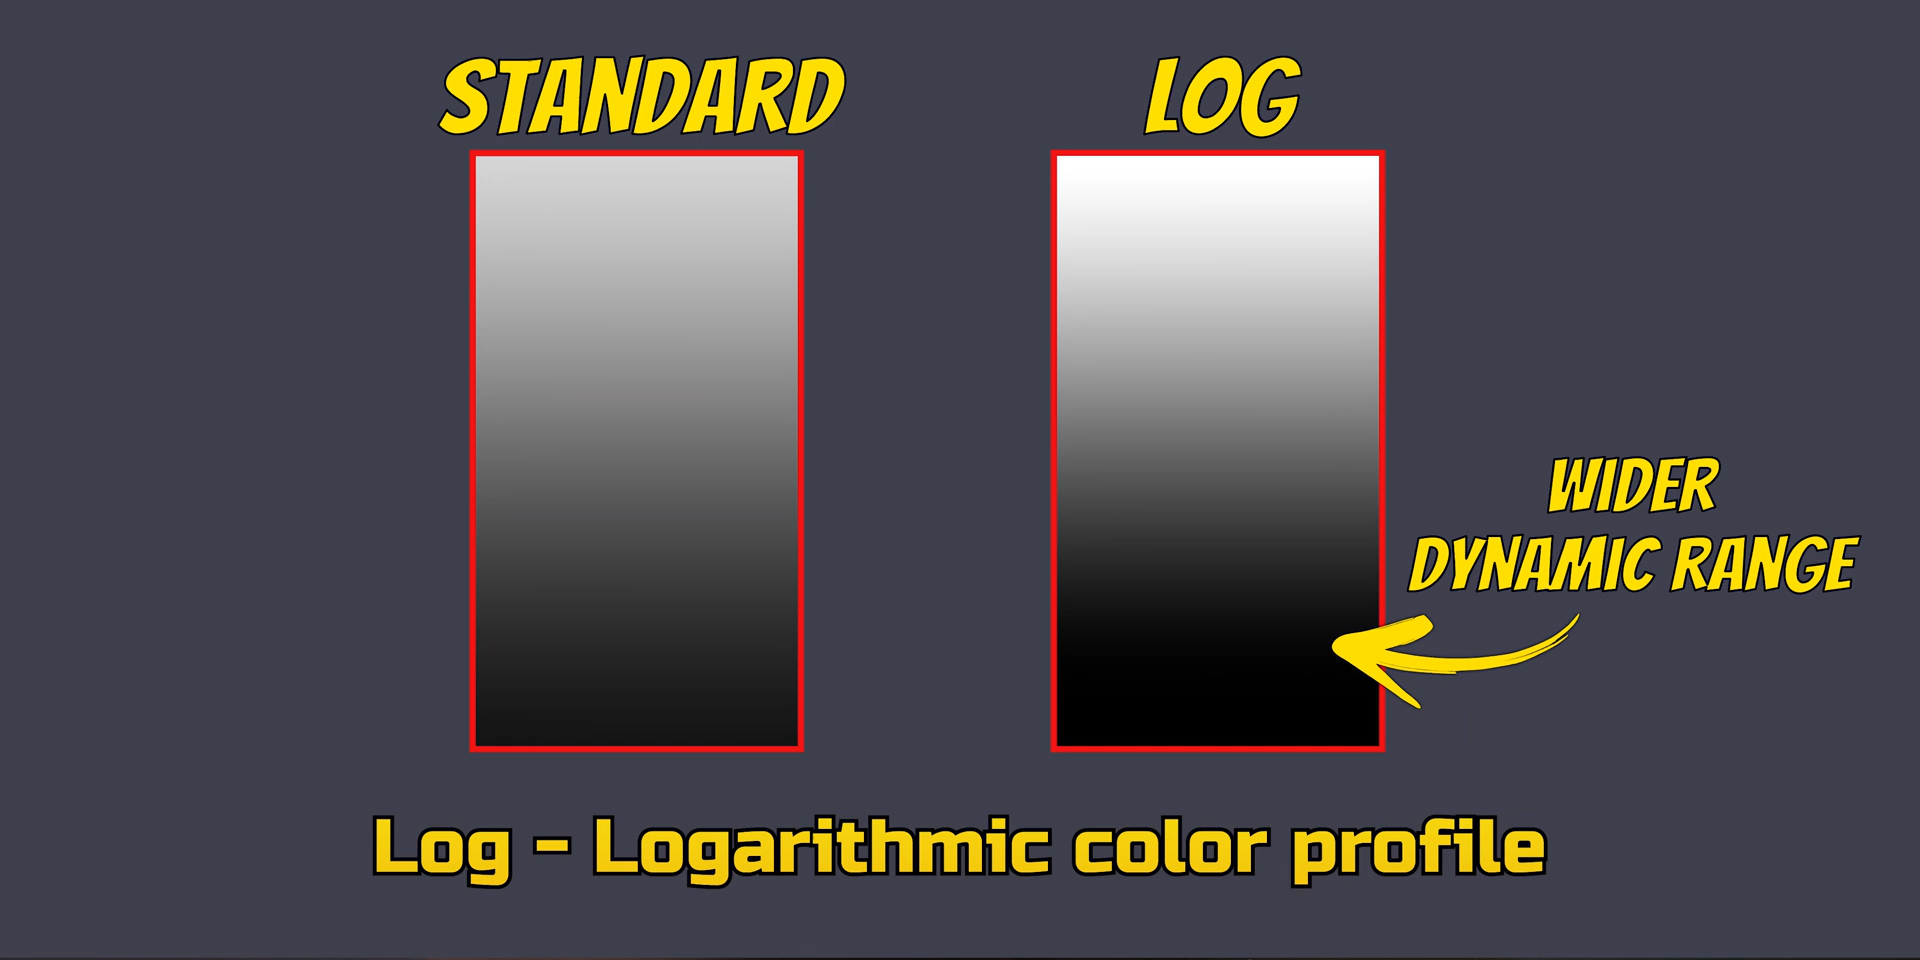 STANDARD
LOG
WIDER
DYNAMIC RANGE
Log - Logarithmic color profile